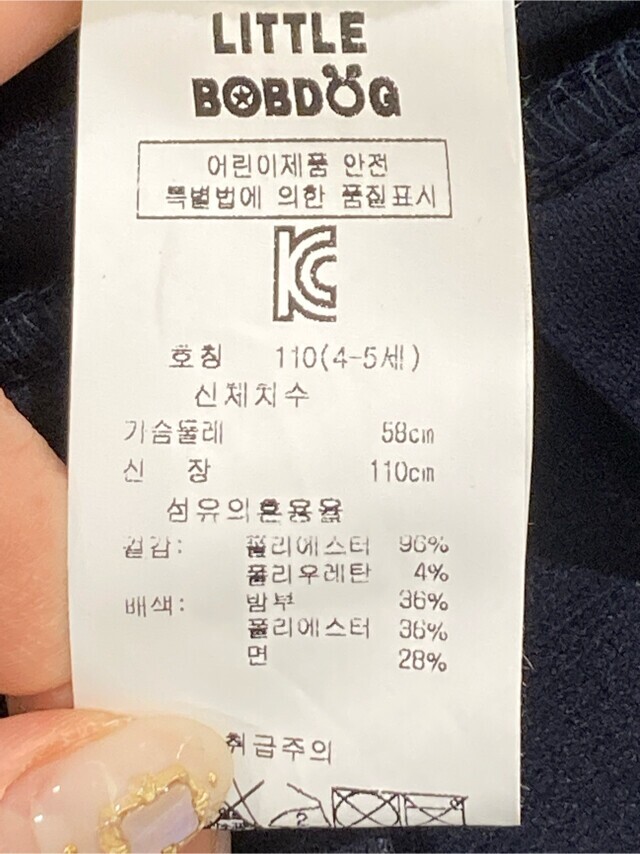 LITTLE
BOBDOG
어린이제품 안전
특별법에 의한 품질표시
KC
호칭 110(4-5세)
신체치수
가슴둘레 58cm
신 장 110cm
섬유의혼용율
겉감: 폴리에스터 96%
폴리우레탄 4%
배색: 밤부 36%
폴리에스터 36%
면 28%
취급주의